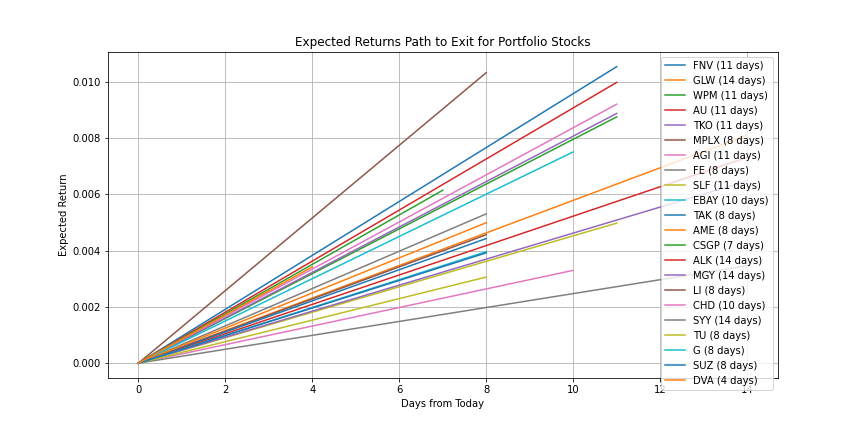 Expected Returns Path to Exit for Portfolio Stocks
Expected Return
0.010
0.008
0.006
0.004
0.002
0.000
0
2
4
6
8
10
12
14
Days from Today
FNV (11 days)
GLW (14 days)
WPM (11 days)
AU (11 days)
TKO (11 days)
MPLX (8 days)
AGI (11 days)
FE (8 days)
SLF (11 days)
EBAY (10 days)
TAK (8 days)
AME (8 days)
CSGP (7 days)
ALK (14 days)
MGY (14 days)
LI (8 days)
CHD (10 days)
SYY (14 days)
TU (8 days)
G (8 days)
SUZ (8 days)
DVA (4 days)